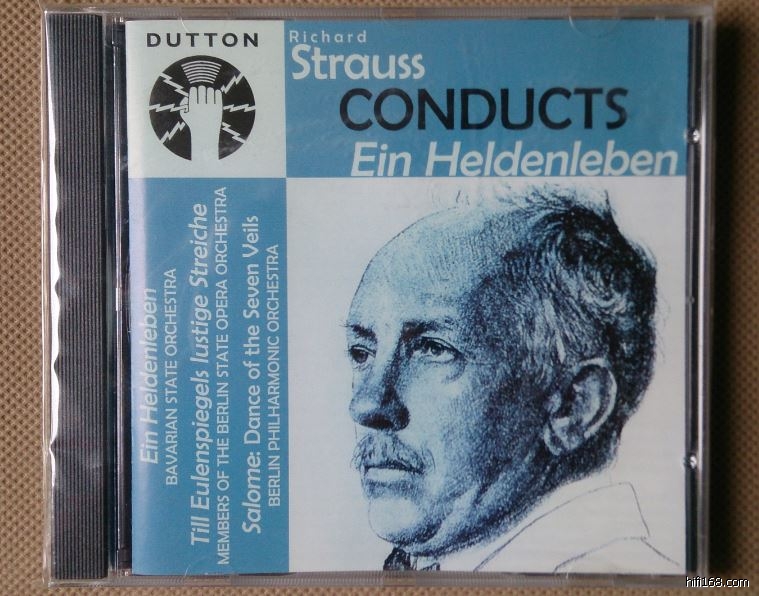 DUTTON
Richard
Strauss
CONDUCTS
Ein Heldenleben
Ein Heldenleben
BAVARIAN STATE ORCHESTRA
Till Eulenspiegels lustige Streiche
MEMBERS OF THE BERLIN STATE OPERA ORCHESTRA
Salome: Dance of the Seven Veils
BERLIN PHILHARMONIC ORCHESTRA
hifi168.com